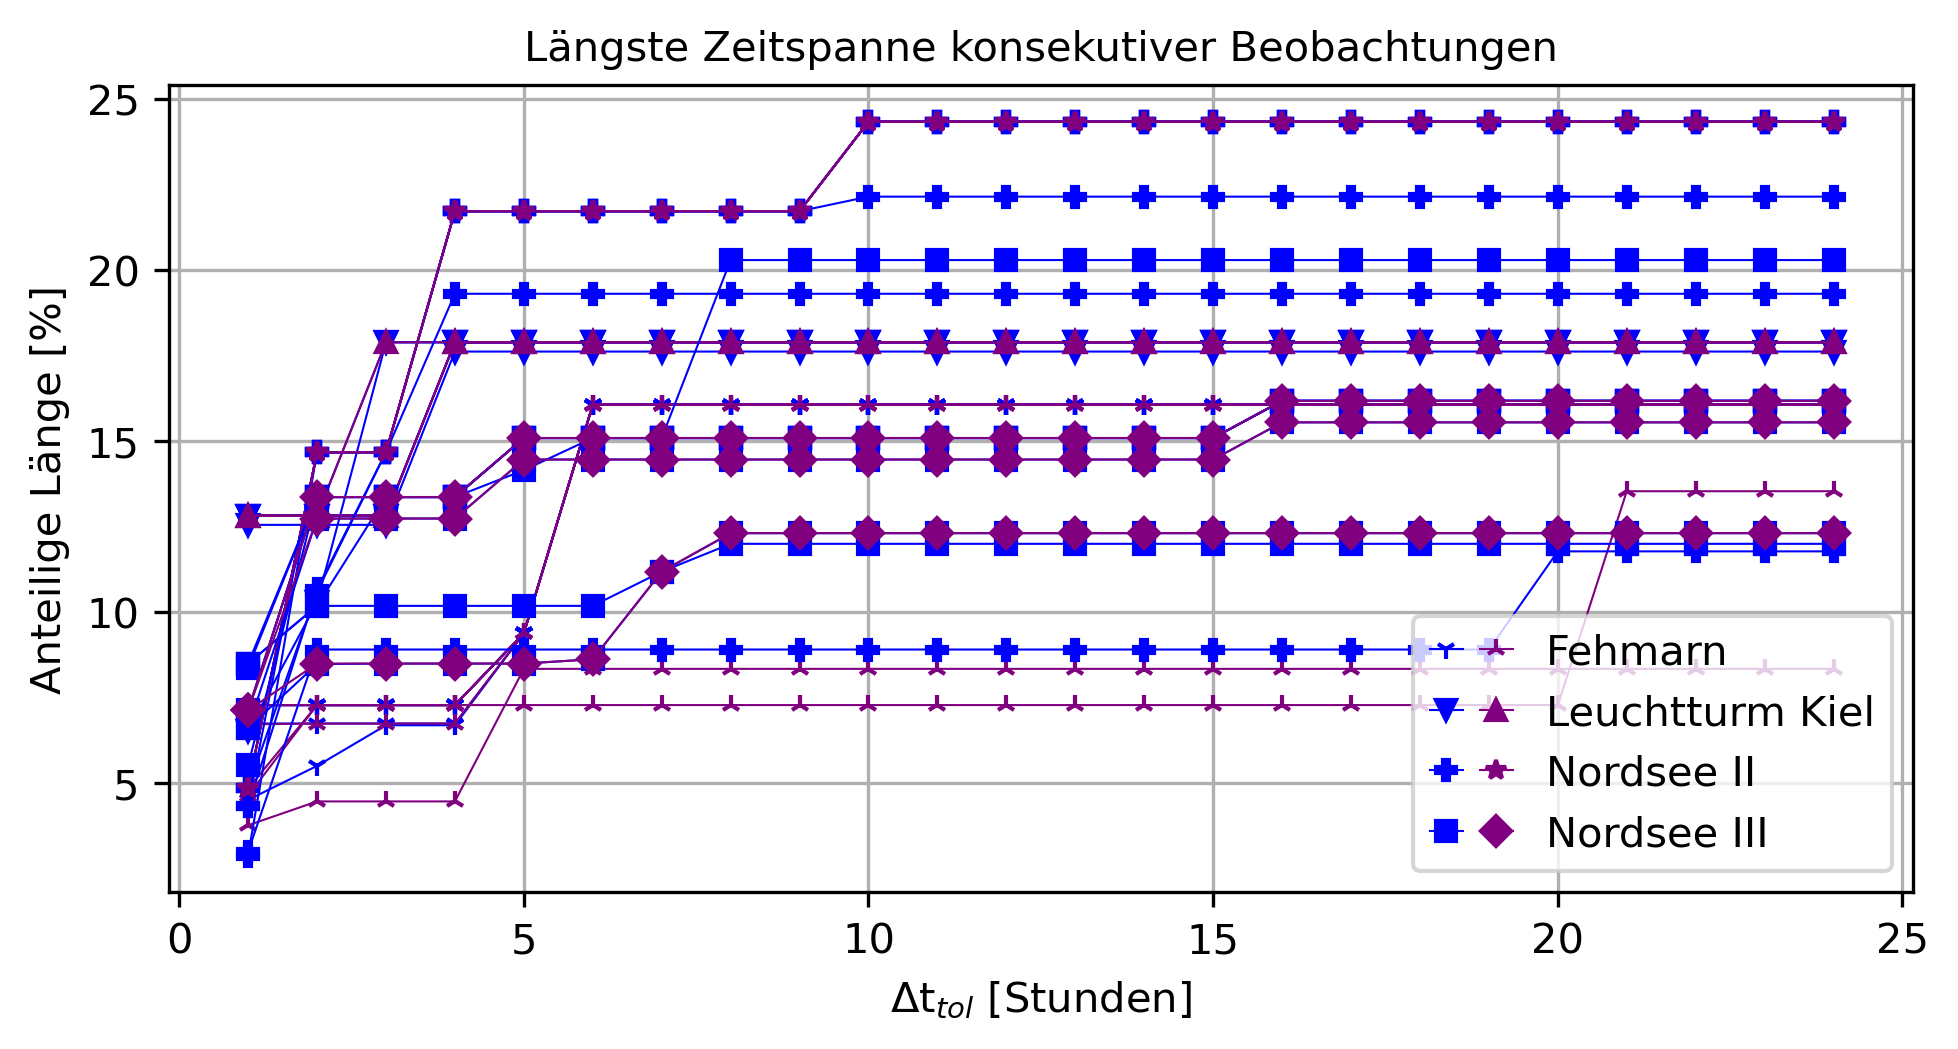 Längste Zeitspanne konsekutiver Beobachtungen
Anteilige Länge [%]
25
20
15
10
5
0 5 10 15 20 25
Δt_tol [Stunden]
Fehmarn
Leuchtturm Kiel
Nordsee II
Nordsee III